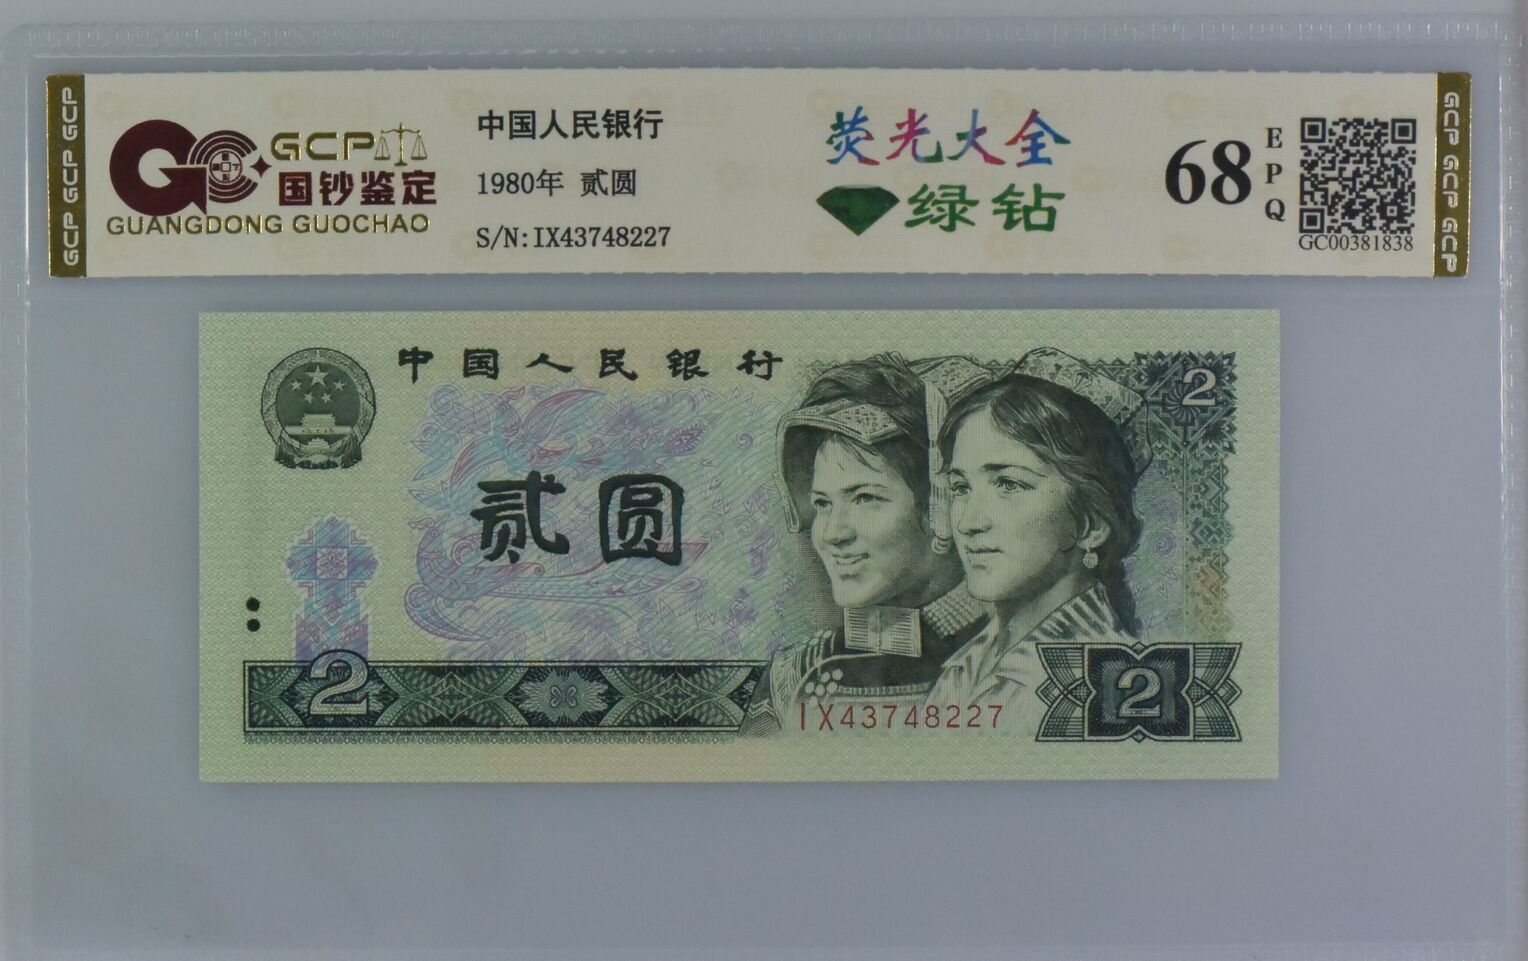 GCP GCP GCP
GCP
国钞鉴定
GUANGDONG GUOCHAO
中国人民银行
1980年 贰圆
S/N:IX43748227
荧光大全
绿钻
68
EPQ
GC00381838
GCP GCP GCP
中国人民银行
2
贰圆
2
IX43748227
2